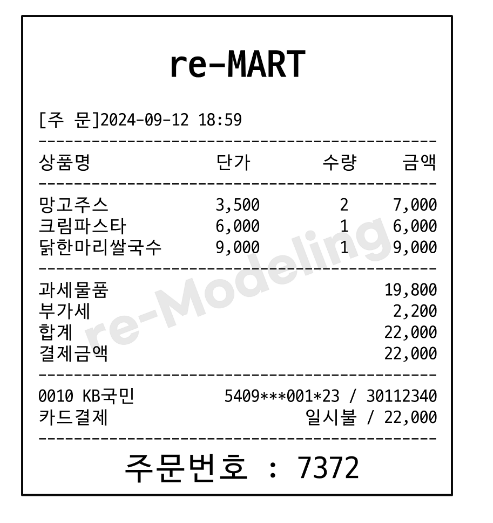 re-MART
[주 문]2024-09-12 18:59
상품명 단가 수량 금액
망고주스 3,500 2 7,000
크림파스타 6,000 1 6,000
닭한마리쌀국수 9,000 1 9,000
과세물품 19,800
부가세 2,200
합계 22,000
결제금액 22,000
0010 KB국민 5409***001*23 / 30112340
카드결제 일시불 / 22,000
주문번호 : 7372
re-Modeling